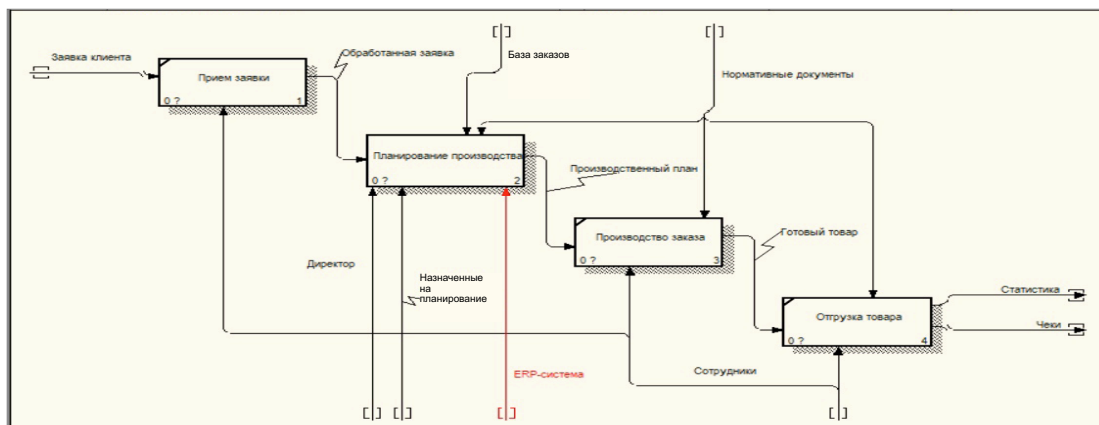 Заявка клиента
Обработанная заявка
База заказов
Нормативные документы
Прием заявки
0 ?
1
Планирование производства
0 ?
2
Производственный план
Производство заказа
0 ?
3
Готовый товар
Директор
Назначенные
на
планирование
Статистика
Отгрузка товара
0 ?
4
Чеки
ERP-система
Сотрудники